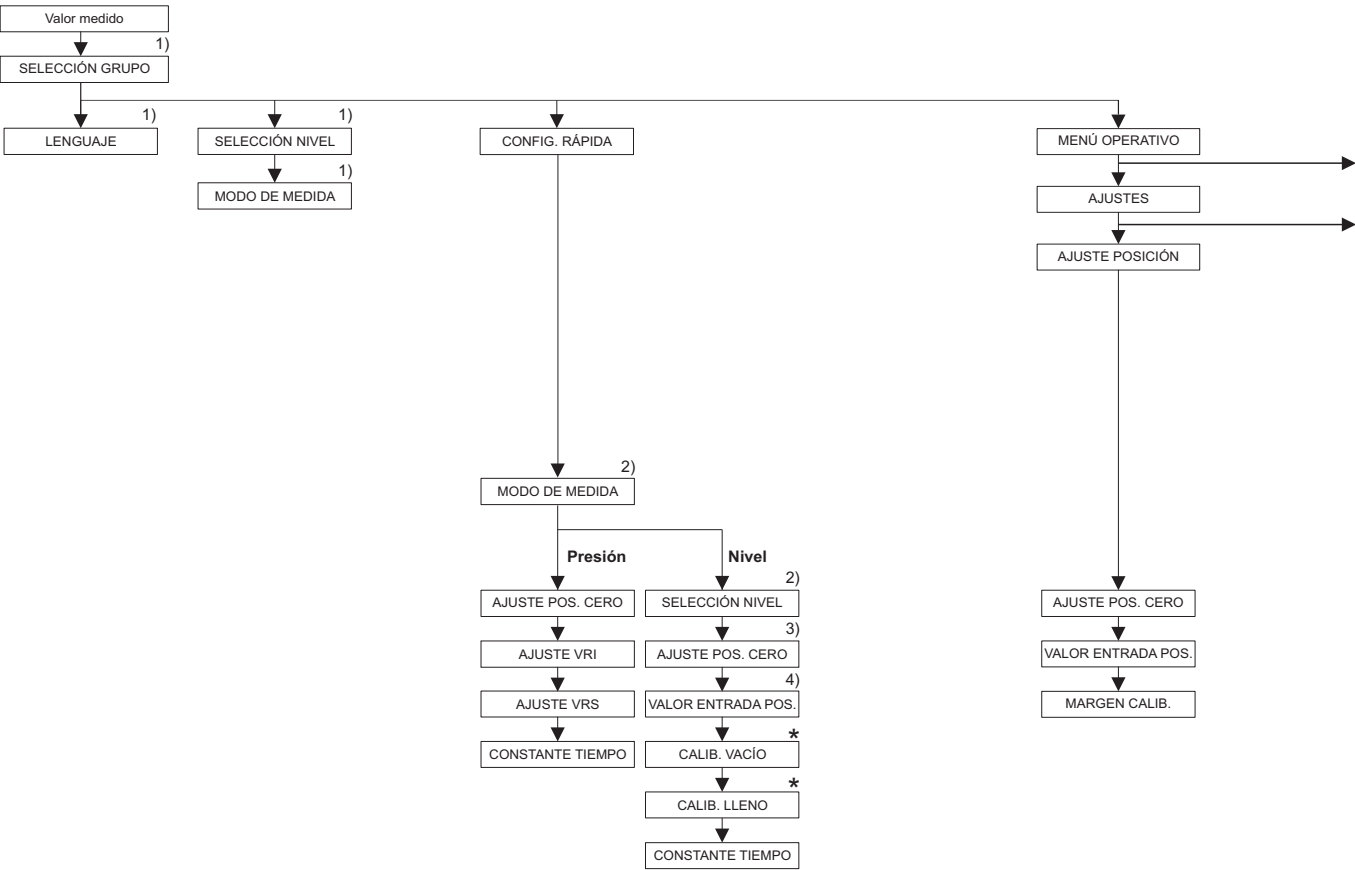 Valor medido
1)
SELECCIÓN GRUPO
1)
LENGUAJE
1)
SELECCIÓN NIVEL
1)
MODO DE MEDIDA
CONFIG. RÁPIDA
2)
MODO DE MEDIDA
Presión
AJUSTE POS. CERO
AJUSTE VRI
AJUSTE VRS
CONSTANTE TIEMPO
Nivel
2)
SELECCIÓN NIVEL
3)
AJUSTE POS. CERO
4)
VALOR ENTRADA POS.
*
CALIB. VACÍO
*
CALIB. LLENO
CONSTANTE TIEMPO
MENÚ OPERATIVO
AJUSTES
AJUSTE POSICIÓN
AJUSTE POS. CERO
VALOR ENTRADA POS.
MARGEN CALIB.